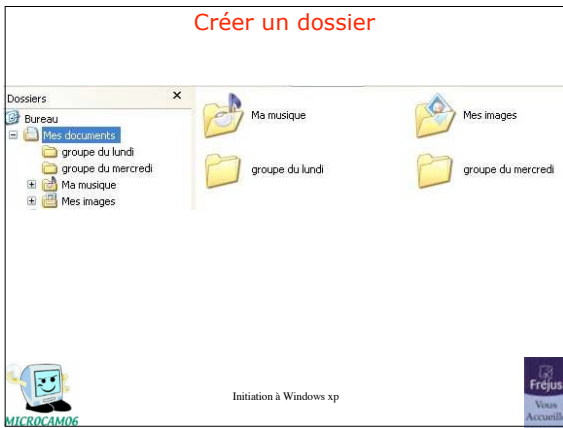 Créer un dossier
Dossiers
Bureau
Mes documents
groupe du lundi
groupe du mercredi
Ma musique
Mes images
Ma musique
Mes images
groupe du lundi
groupe du mercredi
Initiation à Windows xp
MICROCAM06
Fréjus
Vous
Accueille